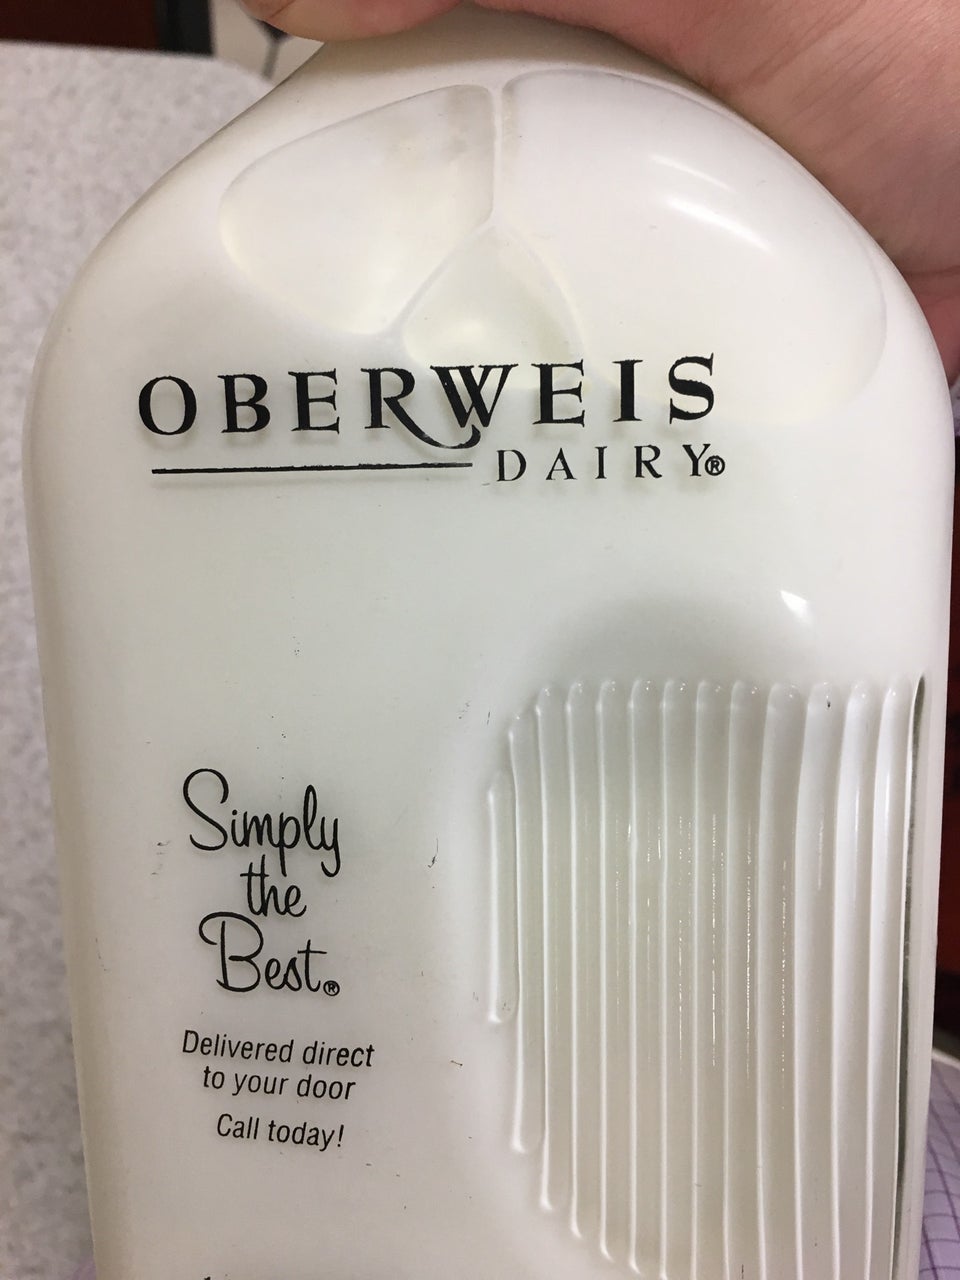 OBERWEIS
DAIRY®
Simply
the
Best®
Delivered direct
to your door
Call today!